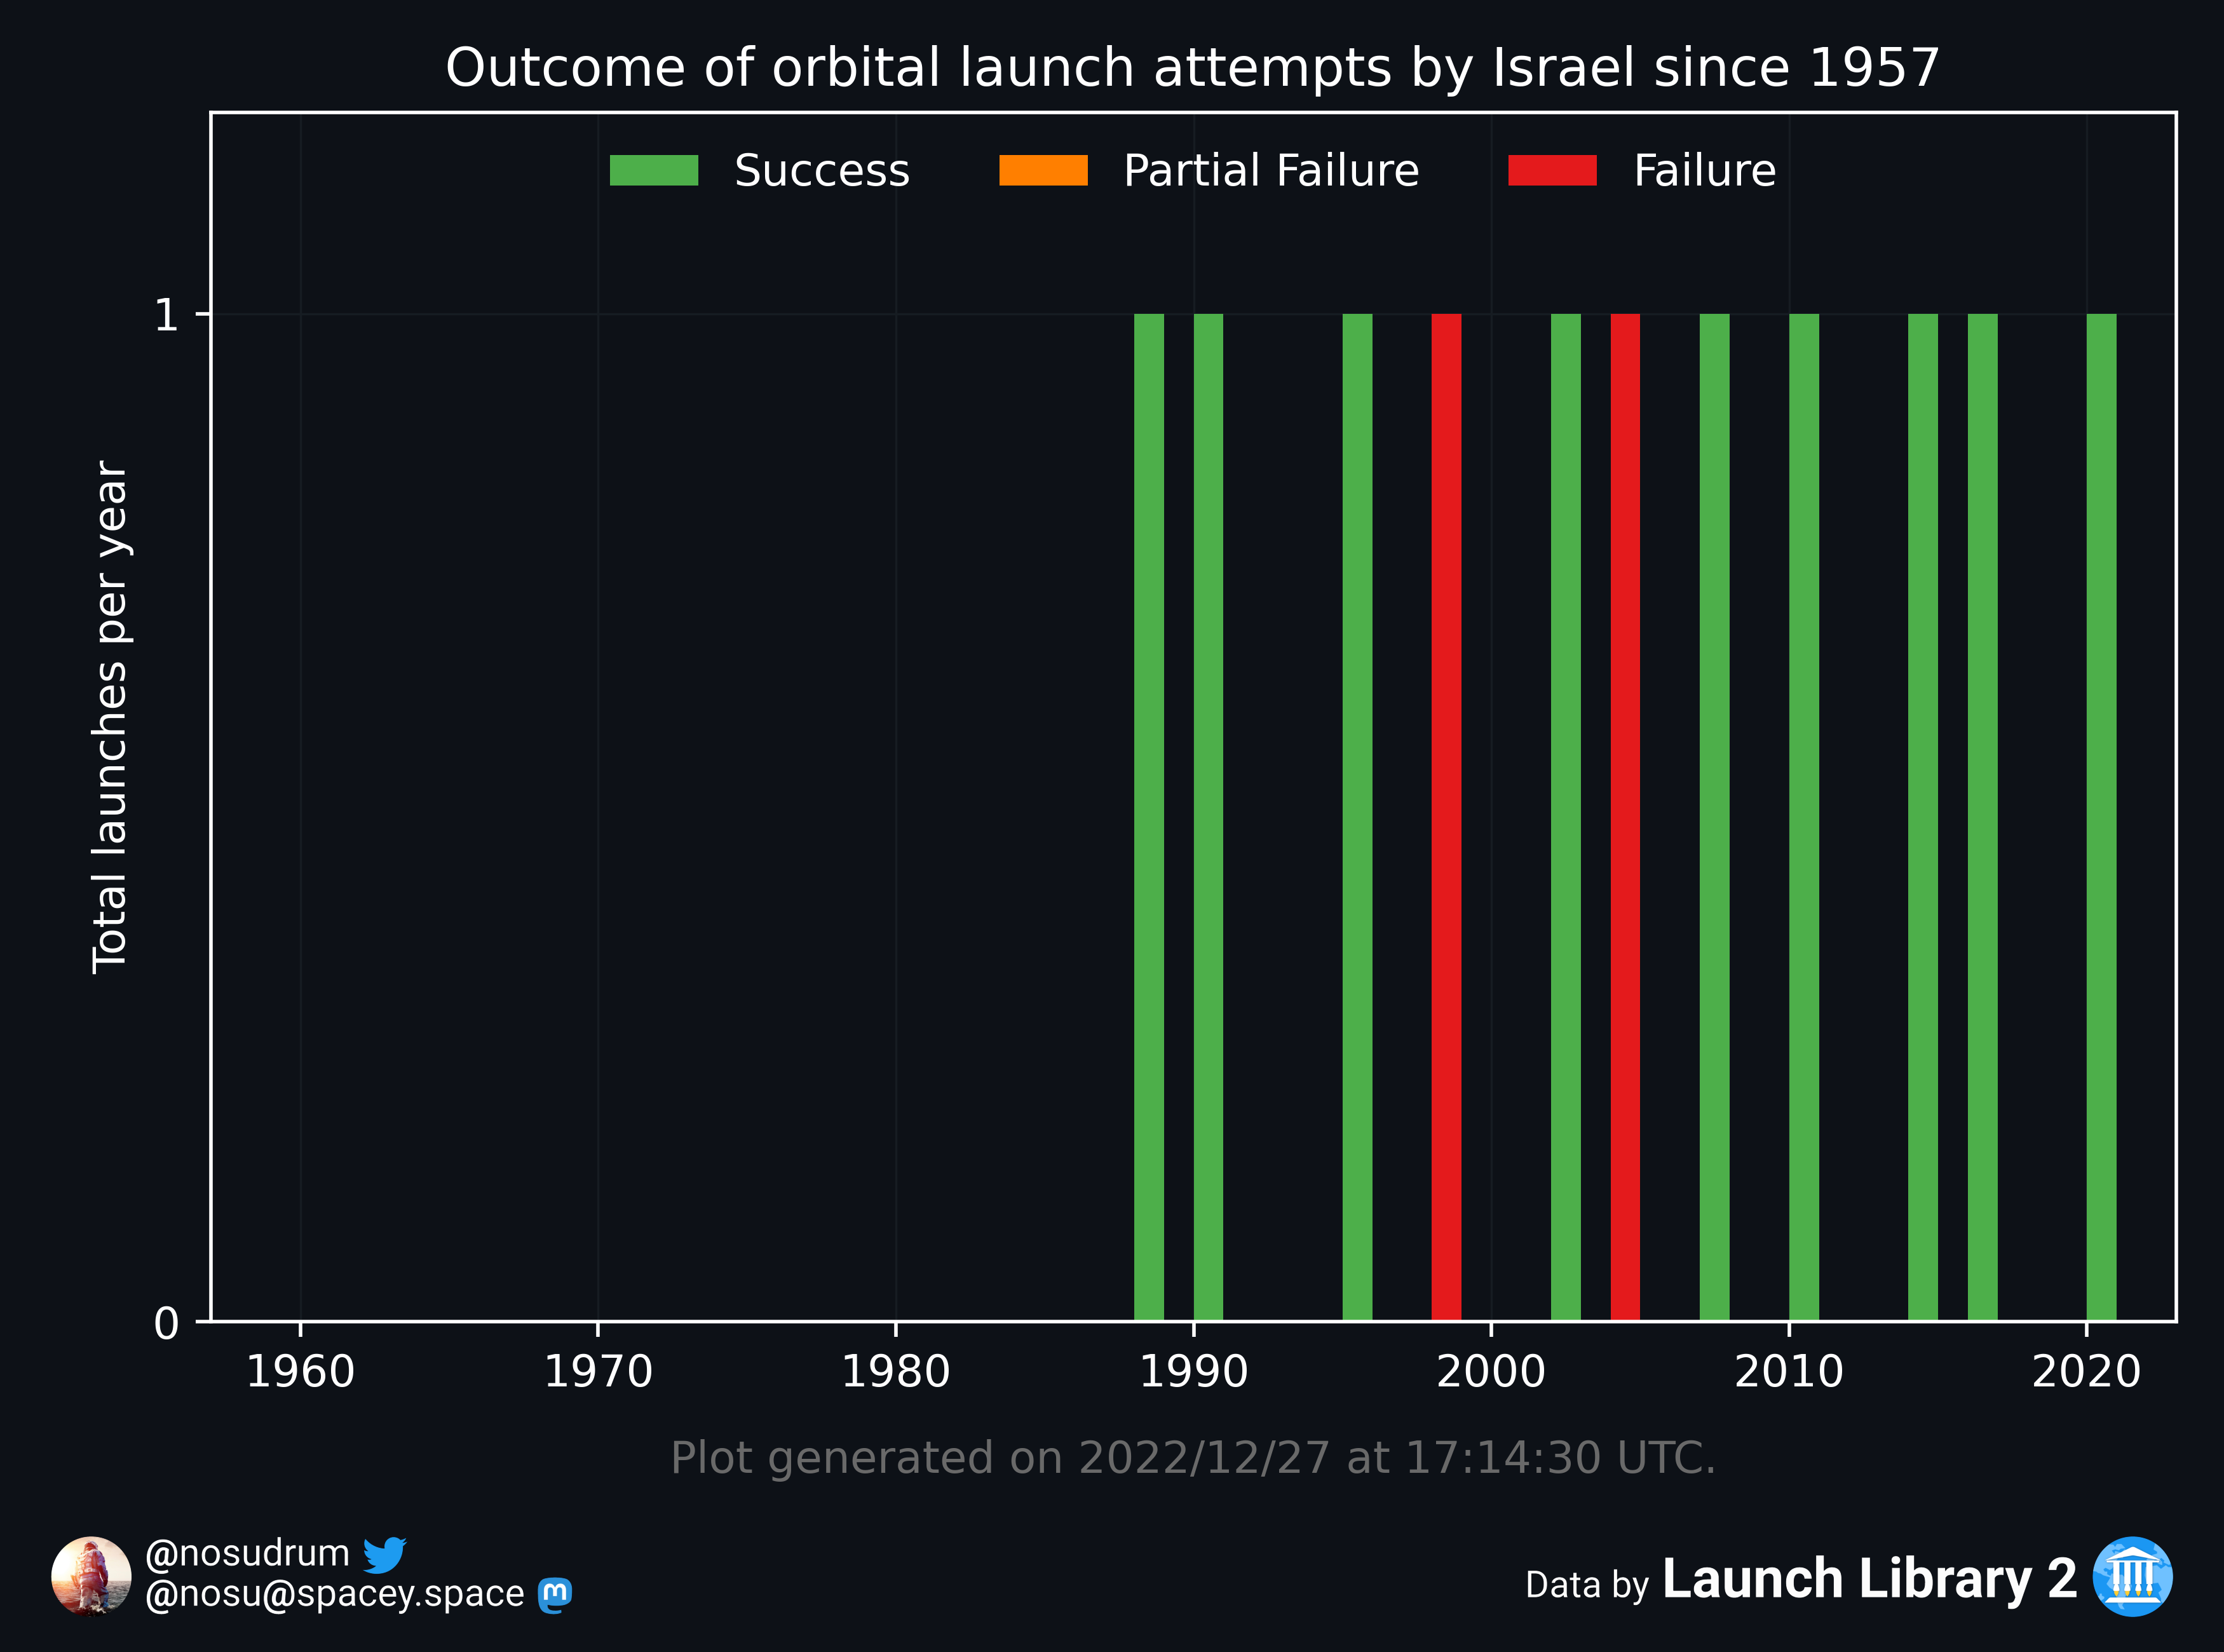 Outcome of orbital launch attempts by Israel since 1957
Success Partial Failure Failure
Total launches per year
1
0
1960 1970 1980 1990 2000 2010 2020
Plot generated on 2022/12/27 at 17:14:30 UTC.
@nosudrum
@nosu@spacey.space
Data by Launch Library 2